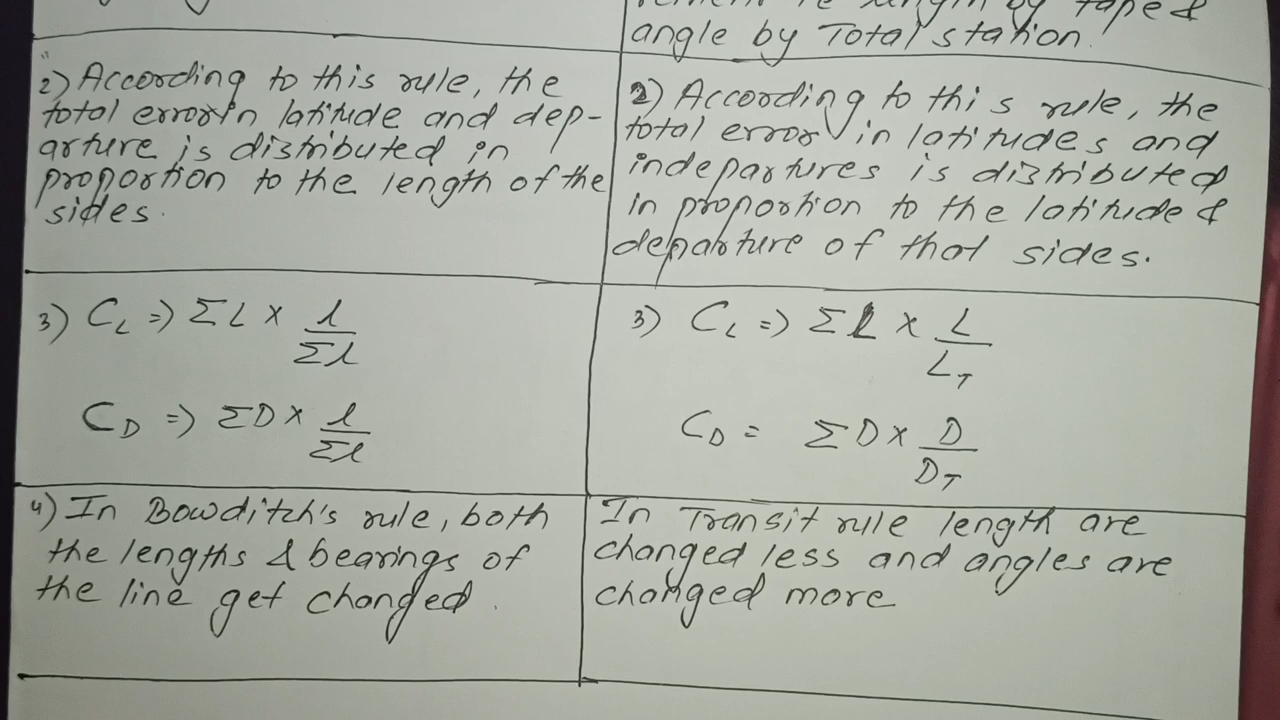 by tape &
angle by Total station.
2) According to this rule, the
total error in latitude and dep-
arture is distributed in
proportion to the length of the
sides.
2) According to this rule, the
total error in latitudes and
indepartures is distributed
in proportion to the latitude &
departure of that sides.
3) C_L => ΣL × l/Σl
C_D => ΣD × l/Σl
3) C_L => ΣL × L/L_T
C_D = ΣD × D/D_T
4) In Bowditch's rule, both
the lengths & bearings of
the line get changed.
In Transit rule length are
changed less and angles are
changed more